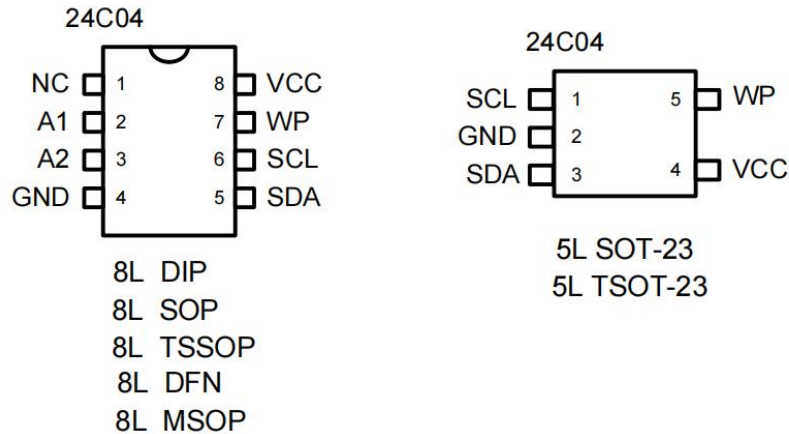 24C04
NC 1 8 VCC
A1 2 7 WP
A2 3 6 SCL
GND 4 5 SDA
8L DIP
8L SOP
8L TSSOP
8L DFN
8L MSOP
24C04
SCL 1 5 WP
GND 2
SDA 3 4 VCC
5L SOT-23
5L TSOT-23